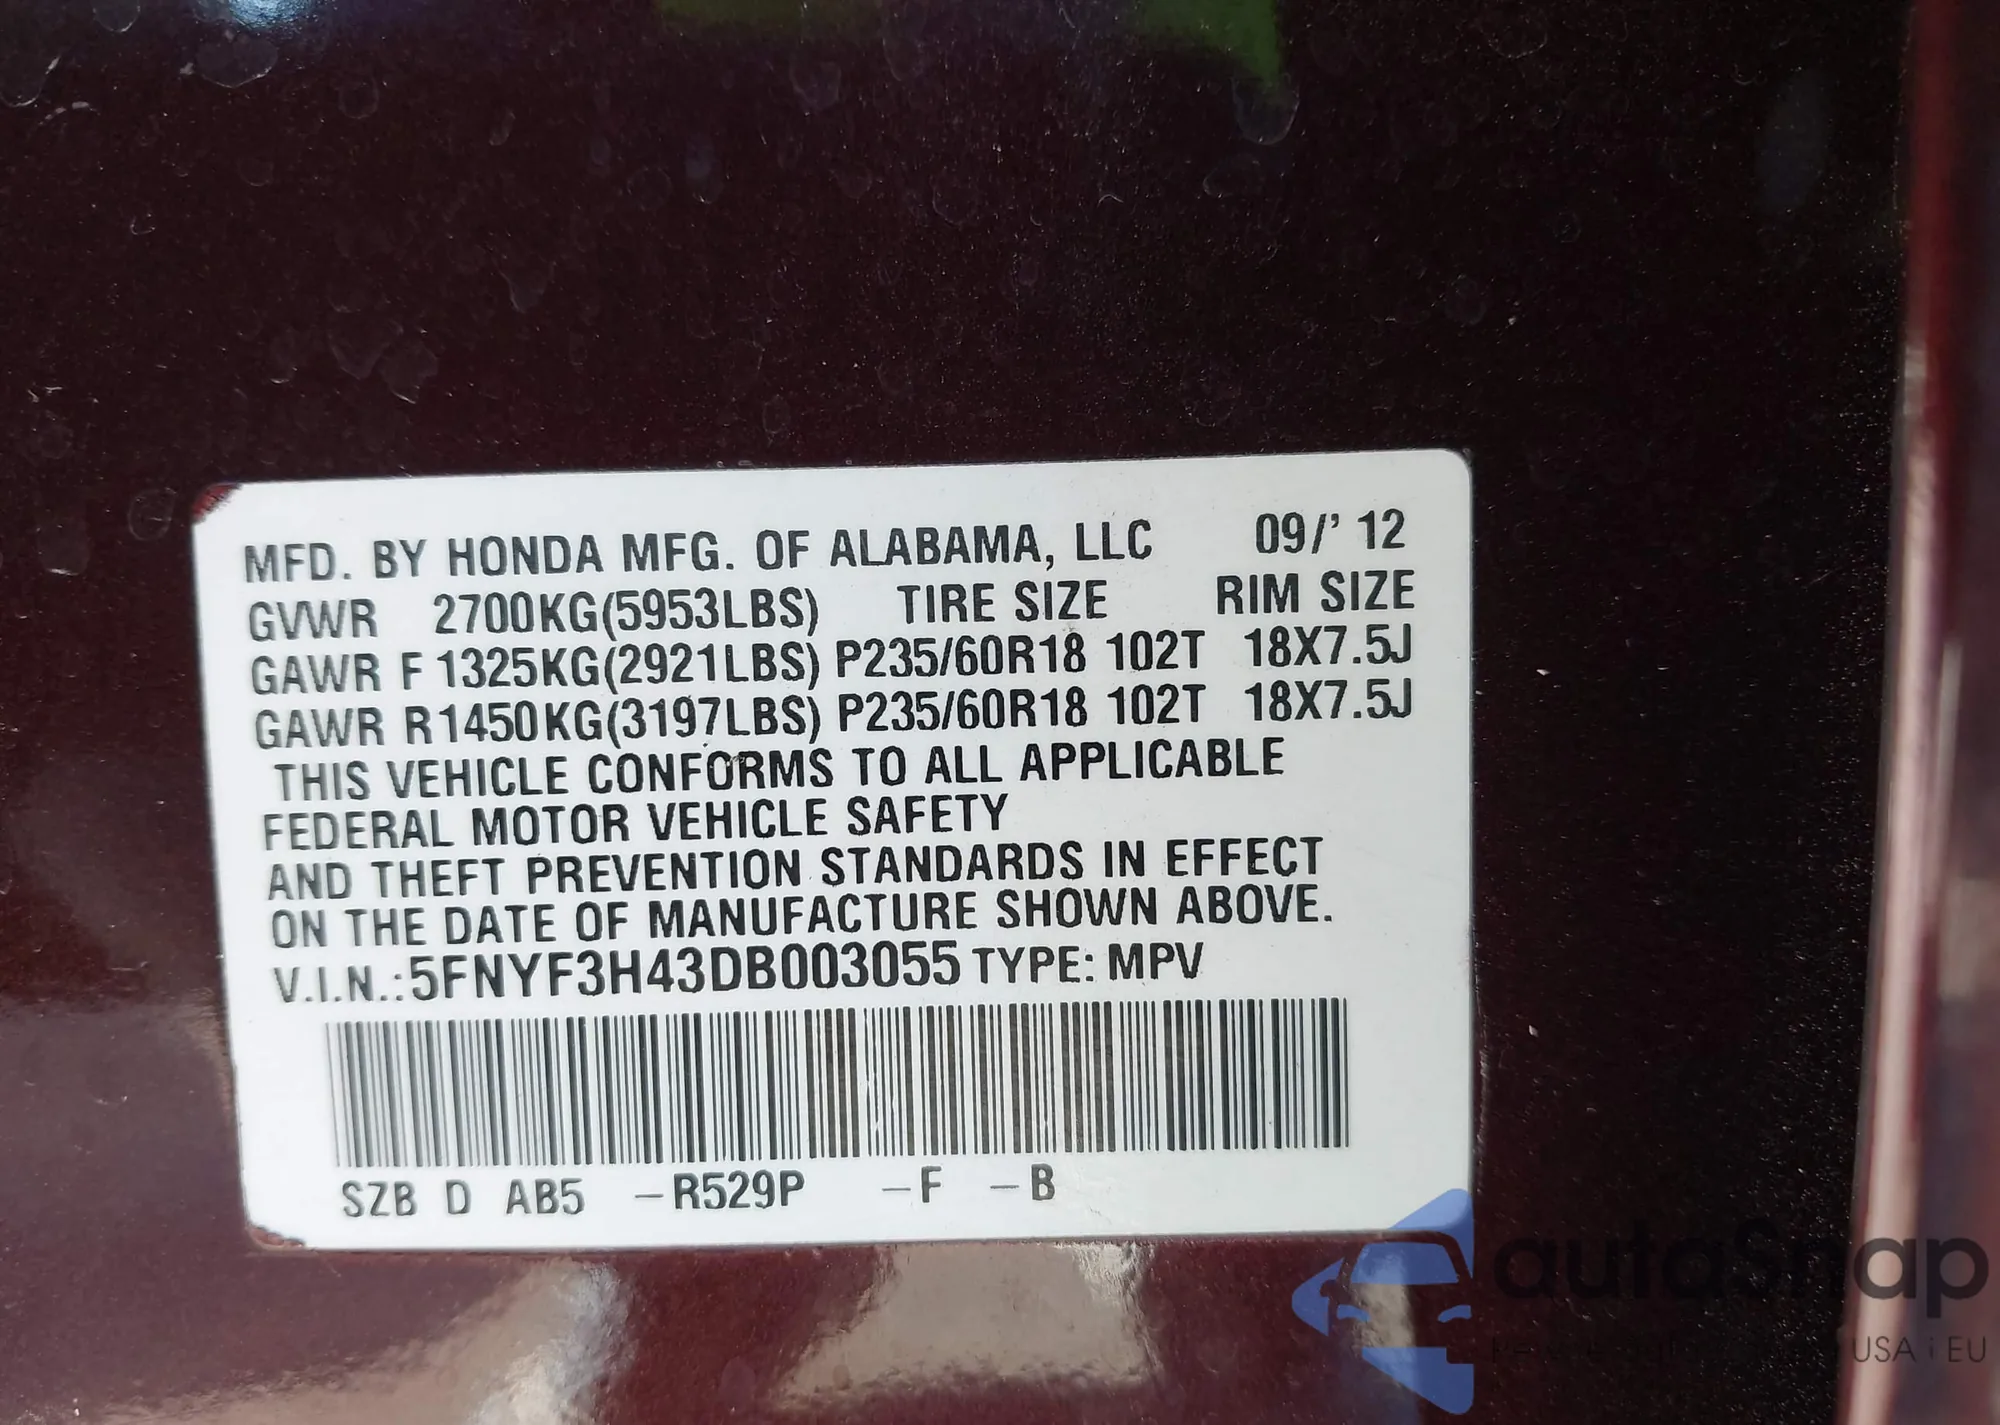 MFD. BY HONDA MFG. OF ALABAMA, LLC 09/' 12
GVWR 2700KG(5953LBS) TIRE SIZE RIM SIZE
GAWR F 1325KG(2921LBS) P235/60R18 102T 18X7.5J
GAWR R1450KG(3197LBS) P235/60R18 102T 18X7.5J
THIS VEHICLE CONFORMS TO ALL APPLICABLE
FEDERAL MOTOR VEHICLE SAFETY
AND THEFT PREVENTION STANDARDS IN EFFECT
ON THE DATE OF MANUFACTURE SHOWN ABOVE.
V.I.N.:5FNYF3H43DB003055 TYPE: MPV
SZB D AB5 –R529P –F –B
autoSnap
USA i EU